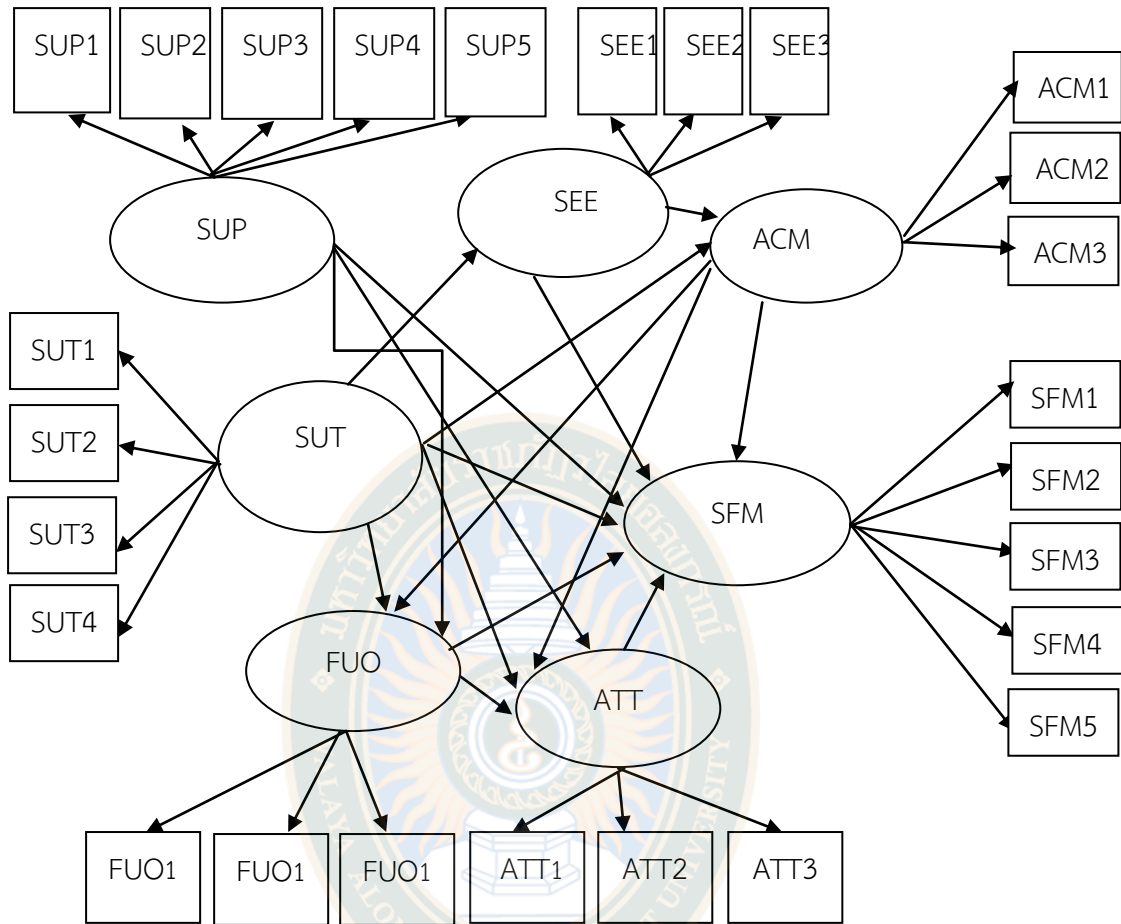 SUP1
SUP2
SUP3
SUP4
SUP5
SEE1
SEE2
SEE3
ACM1
ACM2
ACM3
SUP
SEE
ACM
SUT1
SUT2
SUT3
SUT4
SUT
SFM
SFM1
SFM2
SFM3
SFM4
SFM5
FUO
ATT
FUO1
FUO1
FUO1
ATT1
ATT2
ATT3